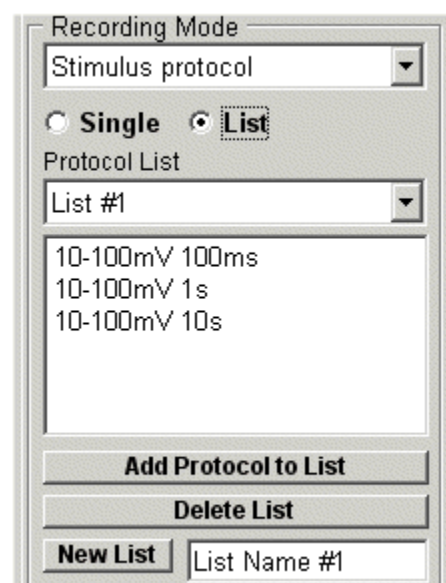 Recording Mode
Stimulus protocol
Single List
Protocol List
List #1
10-100mV 100ms
10-100mV 1s
10-100mV 10s
Add Protocol to List
Delete List
New List List Name #1